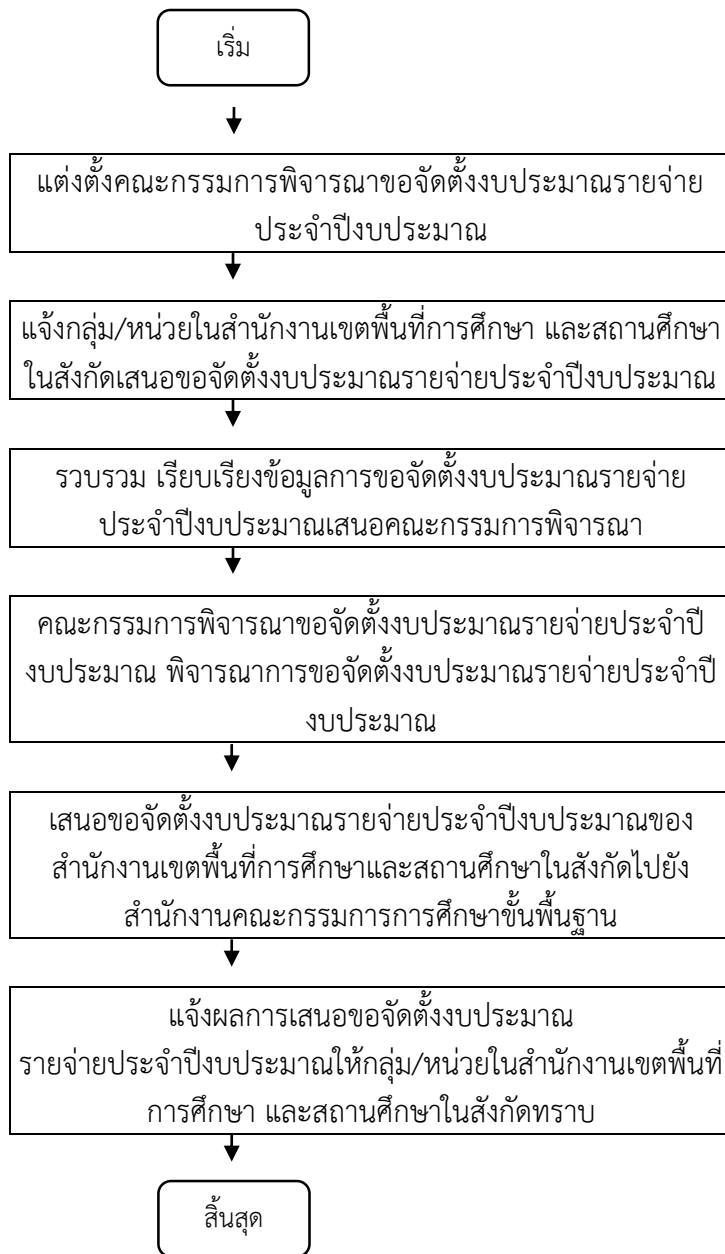 เริ่ม
แต่งตั้งคณะกรรมการพิจารณาขอจัดตั้งงบประมาณรายจ่าย
ประจำปีงบประมาณ
แจ้งกลุ่ม/หน่วยในสำนักงานเขตพื้นที่การศึกษา และสถานศึกษา
ในสังกัดเสนอขอจัดตั้งงบประมาณรายจ่ายประจำปีงบประมาณ
รวบรวม เรียบเรียงข้อมูลการขอจัดตั้งงบประมาณรายจ่าย
ประจำปีงบประมาณเสนอคณะกรรมการพิจารณา
คณะกรรมการพิจารณาขอจัดตั้งงบประมาณรายจ่ายประจำปี
งบประมาณ พิจารณาการขอจัดตั้งงบประมาณรายจ่ายประจำปี
งบประมาณ
เสนอขอจัดตั้งงบประมาณรายจ่ายประจำปีงบประมาณของ
สำนักงานเขตพื้นที่การศึกษาและสถานศึกษาในสังกัดไปยัง
สำนักงานคณะกรรมการการศึกษาขั้นพื้นฐาน
แจ้งผลการเสนอขอจัดตั้งงบประมาณ
รายจ่ายประจำปีงบประมาณให้กลุ่ม/หน่วยในสำนักงานเขตพื้นที่
การศึกษา และสถานศึกษาในสังกัดทราบ
สิ้นสุด